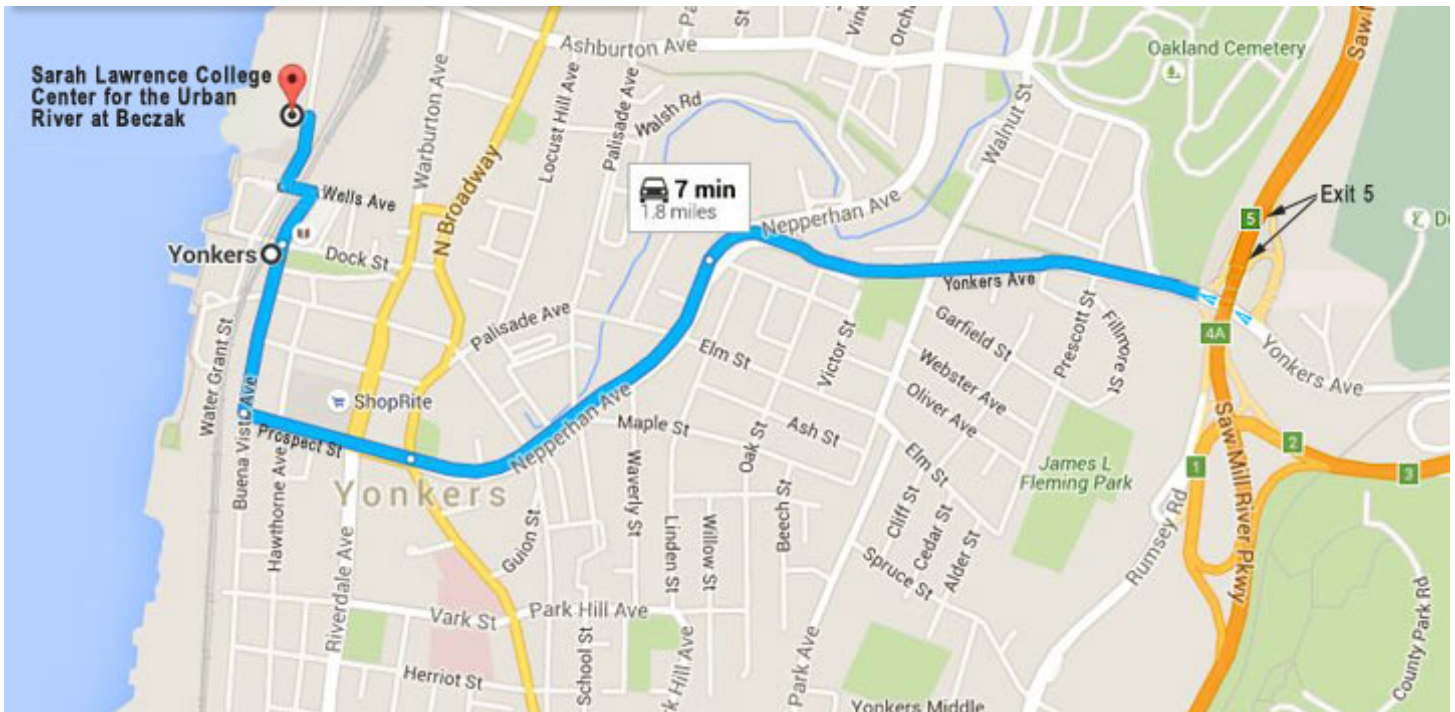 Ashburton Ave
Pa
St
Vine
Orch
Oakland Cemetery
Saw M
Sarah Lawrence College
Center for the Urban
River at Beczak
Warburton Ave
N Broadway
Locust Hill Ave
Palisade Ave
Walsh Rd
Walnut St
7 min
1.8 miles
Nepperhan Ave
Exit 5
5
D
Wells Ave
Yonkers
Dock St
Yonkers Ave
Palisade Ave
Elm St
Victor St
Garfield St
Prescott St
Fillmore St
4A
Yonkers Ave
Water Grant St
Buena Vista Ave
ShopRite
Webster Ave
Oliver Ave
Prospect St
Nepperhan Ave
Maple St
Oak St
Ash St
Saw Mill River Pkwy
1
2
3
Hawthorne Ave
Yonkers
Waverly St
Elm St
James L
Fleming Park
Riverdale Ave
Guion St
Linden St
Willow St
Beech St
Cliff St
Cedar St
Alder St
Spruce St
Rumsey Rd
Vark St
Park Hill Ave
County Park Rd
Herriot St
School St
k Hill Ave
Park Ave
Yonkers Middle